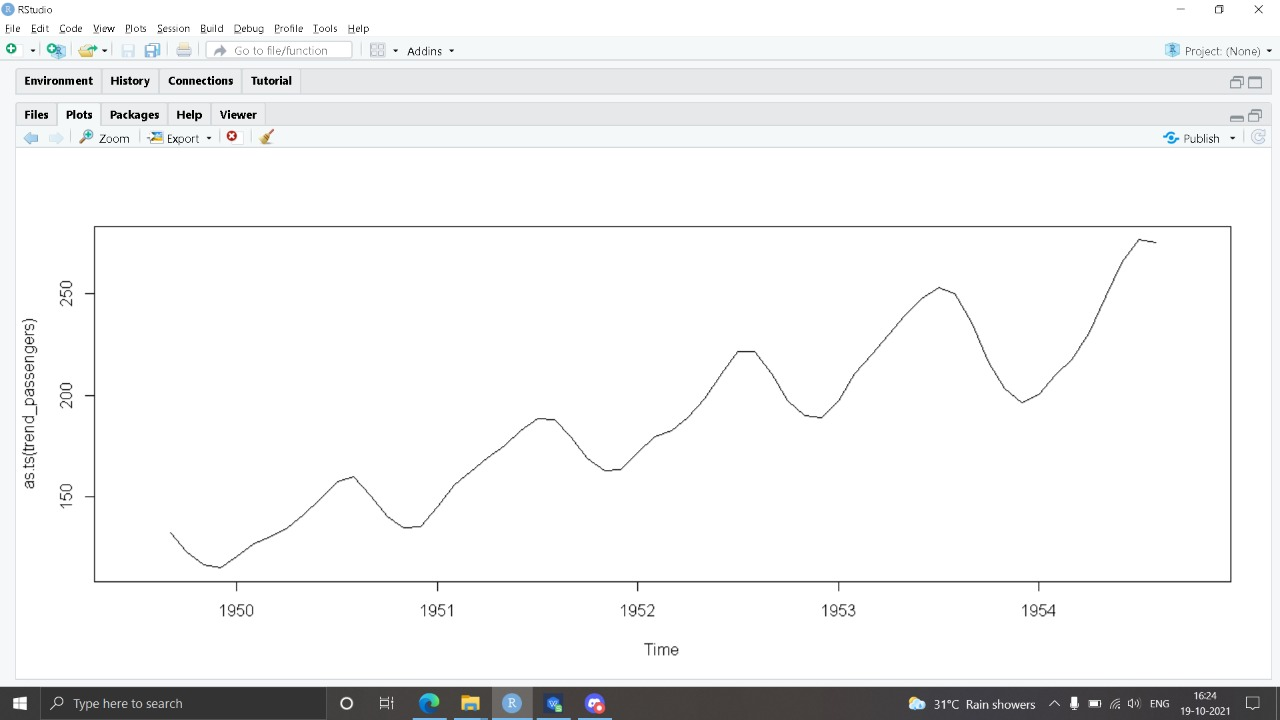 RStudio
File Edit Code View Plots Session Build Debug Profile Tools Help
Go to file/function Addins Project: (None)
Environment History Connections Tutorial
Files Plots Packages Help Viewer
Zoom Export Publish
250
200
150
as.ts(trend_passengers)
1950 1951 1952 1953 1954
Time
Type here to search
31°C Rain showers
ENG
16:24
19-10-2021